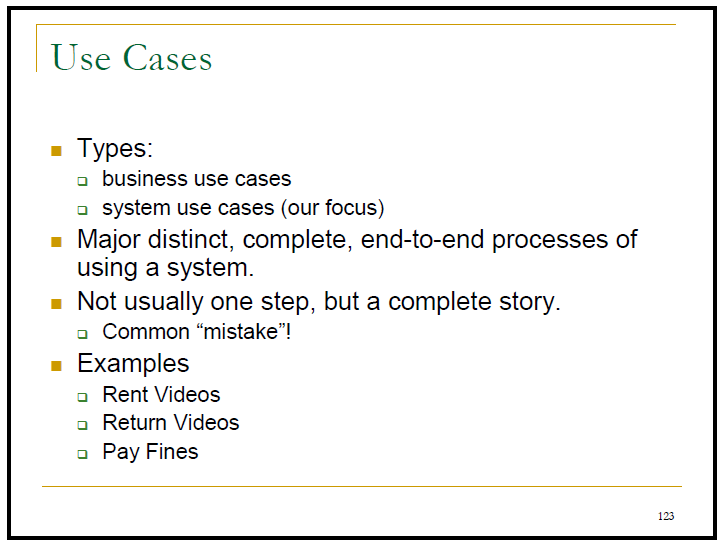 Use Cases
Types:
business use cases
system use cases (our focus)
Major distinct, complete, end-to-end processes of
using a system.
Not usually one step, but a complete story.
Common “mistake”!
Examples
Rent Videos
Return Videos
Pay Fines
123